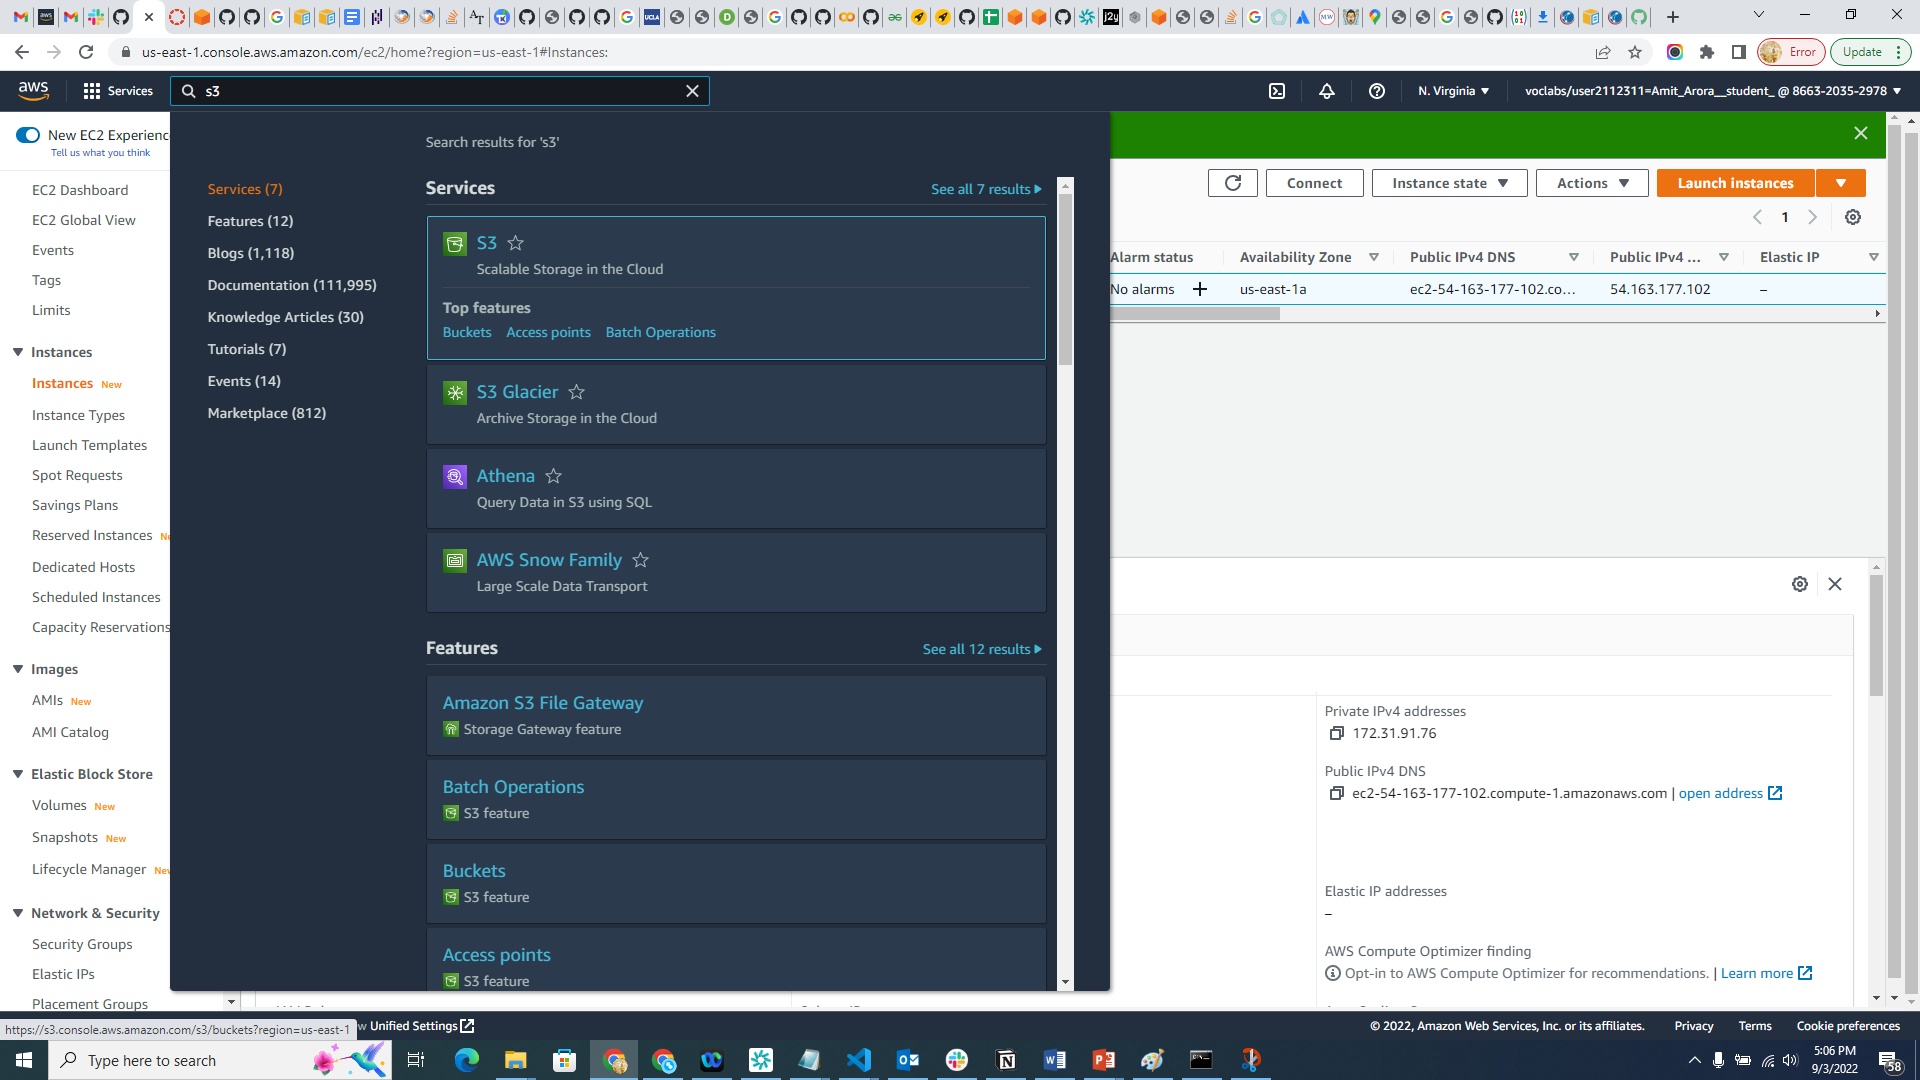 us-east-1.console.aws.amazon.com/ec2/home?region=us-east-1#Instances:
Error
Update
aws
Services
s3
N. Virginia
voclabs/user2112311=Amit_Arora__student_ @ 8663-2035-2978
New EC2 Experience
Tell us what you think
EC2 Dashboard
EC2 Global View
Events
Tags
Limits
Instances
Instances New
Instance Types
Launch Templates
Spot Requests
Savings Plans
Reserved Instances
Dedicated Hosts
Scheduled Instances
Capacity Reservations
Images
AMIs New
AMI Catalog
Elastic Block Store
Volumes New
Snapshots New
Lifecycle Manager
Network & Security
Security Groups
Elastic IPs
Placement Groups
Search results for 's3'
Services (7)
Features (12)
Blogs (1,118)
Documentation (111,995)
Knowledge Articles (30)
Tutorials (7)
Events (14)
Marketplace (812)
Services
See all 7 results
S3
Scalable Storage in the Cloud
Top features
Buckets Access points Batch Operations
S3 Glacier
Archive Storage in the Cloud
Athena
Query Data in S3 using SQL
AWS Snow Family
Large Scale Data Transport
Features
See all 12 results
Amazon S3 File Gateway
Storage Gateway feature
Batch Operations
S3 feature
Buckets
S3 feature
Access points
S3 feature
Connect
Instance state
Actions
Launch instances
1
Alarm status Availability Zone Public IPv4 DNS Public IPv4 ... Elastic IP
No alarms + us-east-1a ec2-54-163-177-102.co... 54.163.177.102 –
Private IPv4 addresses
172.31.91.76
Public IPv4 DNS
ec2-54-163-177-102.compute-1.amazonaws.com | open address
Elastic IP addresses
–
AWS Compute Optimizer finding
Opt-in to AWS Compute Optimizer for recommendations. | Learn more
https://s3.console.aws.amazon.com/s3/buckets?region=us-east-1
Unified Settings
© 2022, Amazon Web Services, Inc. or its affiliates.
Privacy
Terms
Cookie preferences
Type here to search
5:06 PM
9/3/2022
58